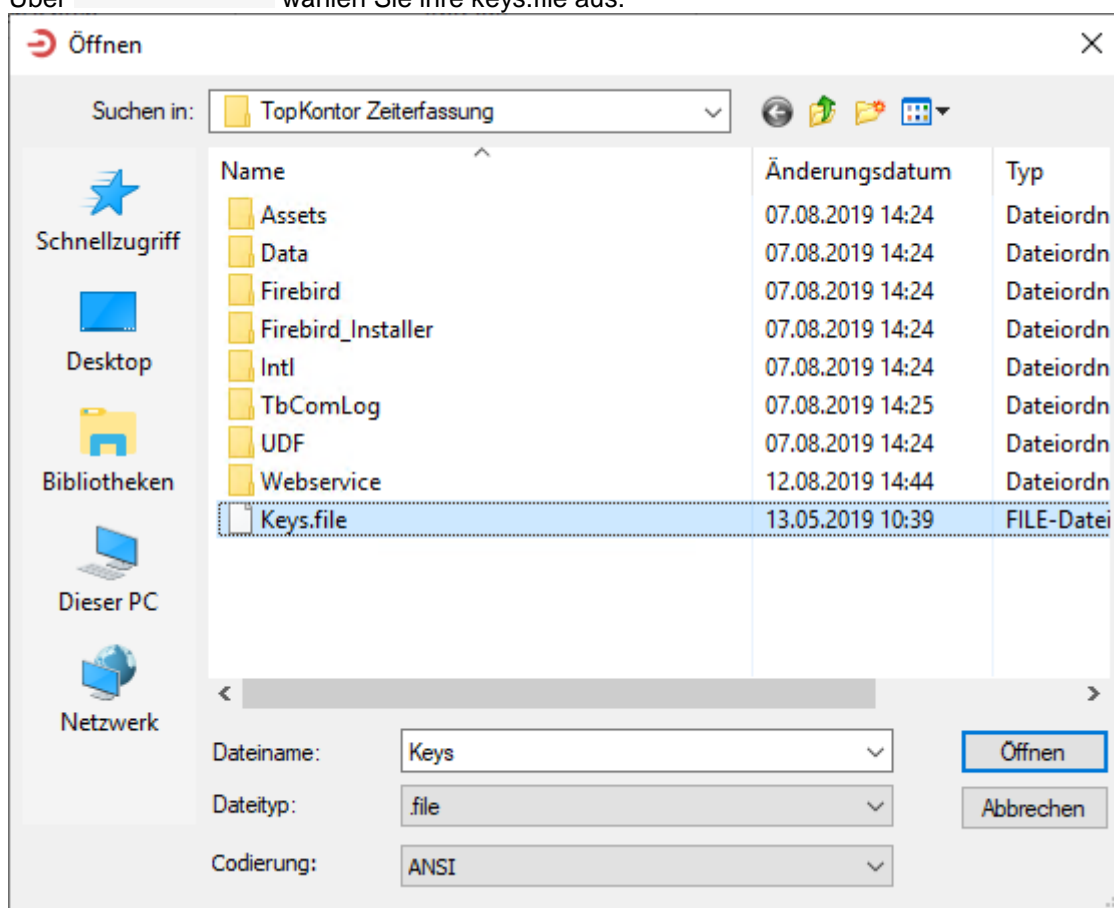 Über wählen Sie Ihre keys.file aus.
Öffnen
Suchen in: TopKontor Zeiterfassung
Name Änderungsdatum Typ
Assets 07.08.2019 14:24 Dateiordn
Schnellzugriff
Data 07.08.2019 14:24 Dateiordn
Firebird 07.08.2019 14:24 Dateiordn
Firebird_Installer 07.08.2019 14:24 Dateiordn
Desktop
Intl 07.08.2019 14:24 Dateiordn
TbComLog 07.08.2019 14:25 Dateiordn
UDF 07.08.2019 14:24 Dateiordn
Bibliotheken
Webservice 12.08.2019 14:44 Dateiordn
Keys.file 13.05.2019 10:39 FILE-Datei
Dieser PC
Netzwerk
Dateiname: Keys Öffnen
Dateityp: .file Abbrechen
Codierung: ANSI